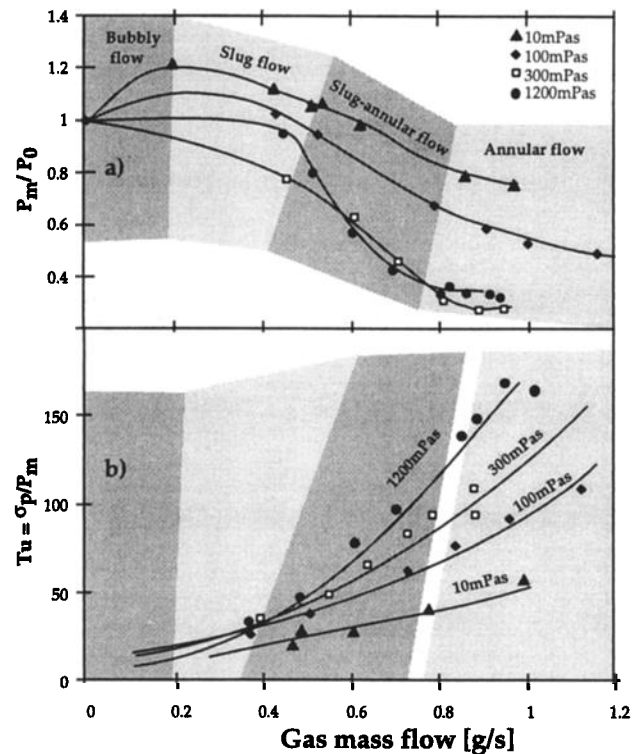 1.4
1.2
1
0.8
0.6
0.4
Pm/P0
a)
Bubbly flow
Slug flow
Slug-annular flow
Annular flow
▲10mPas
◆100mPas
□300mPas
●1200mPas
150
100
50
0
Tu = σp/Pm
b)
1200mPas
300mPas
100mPas
10mPas
0 0.2 0.4 0.6 0.8 1 1.2
Gas mass flow [g/s]